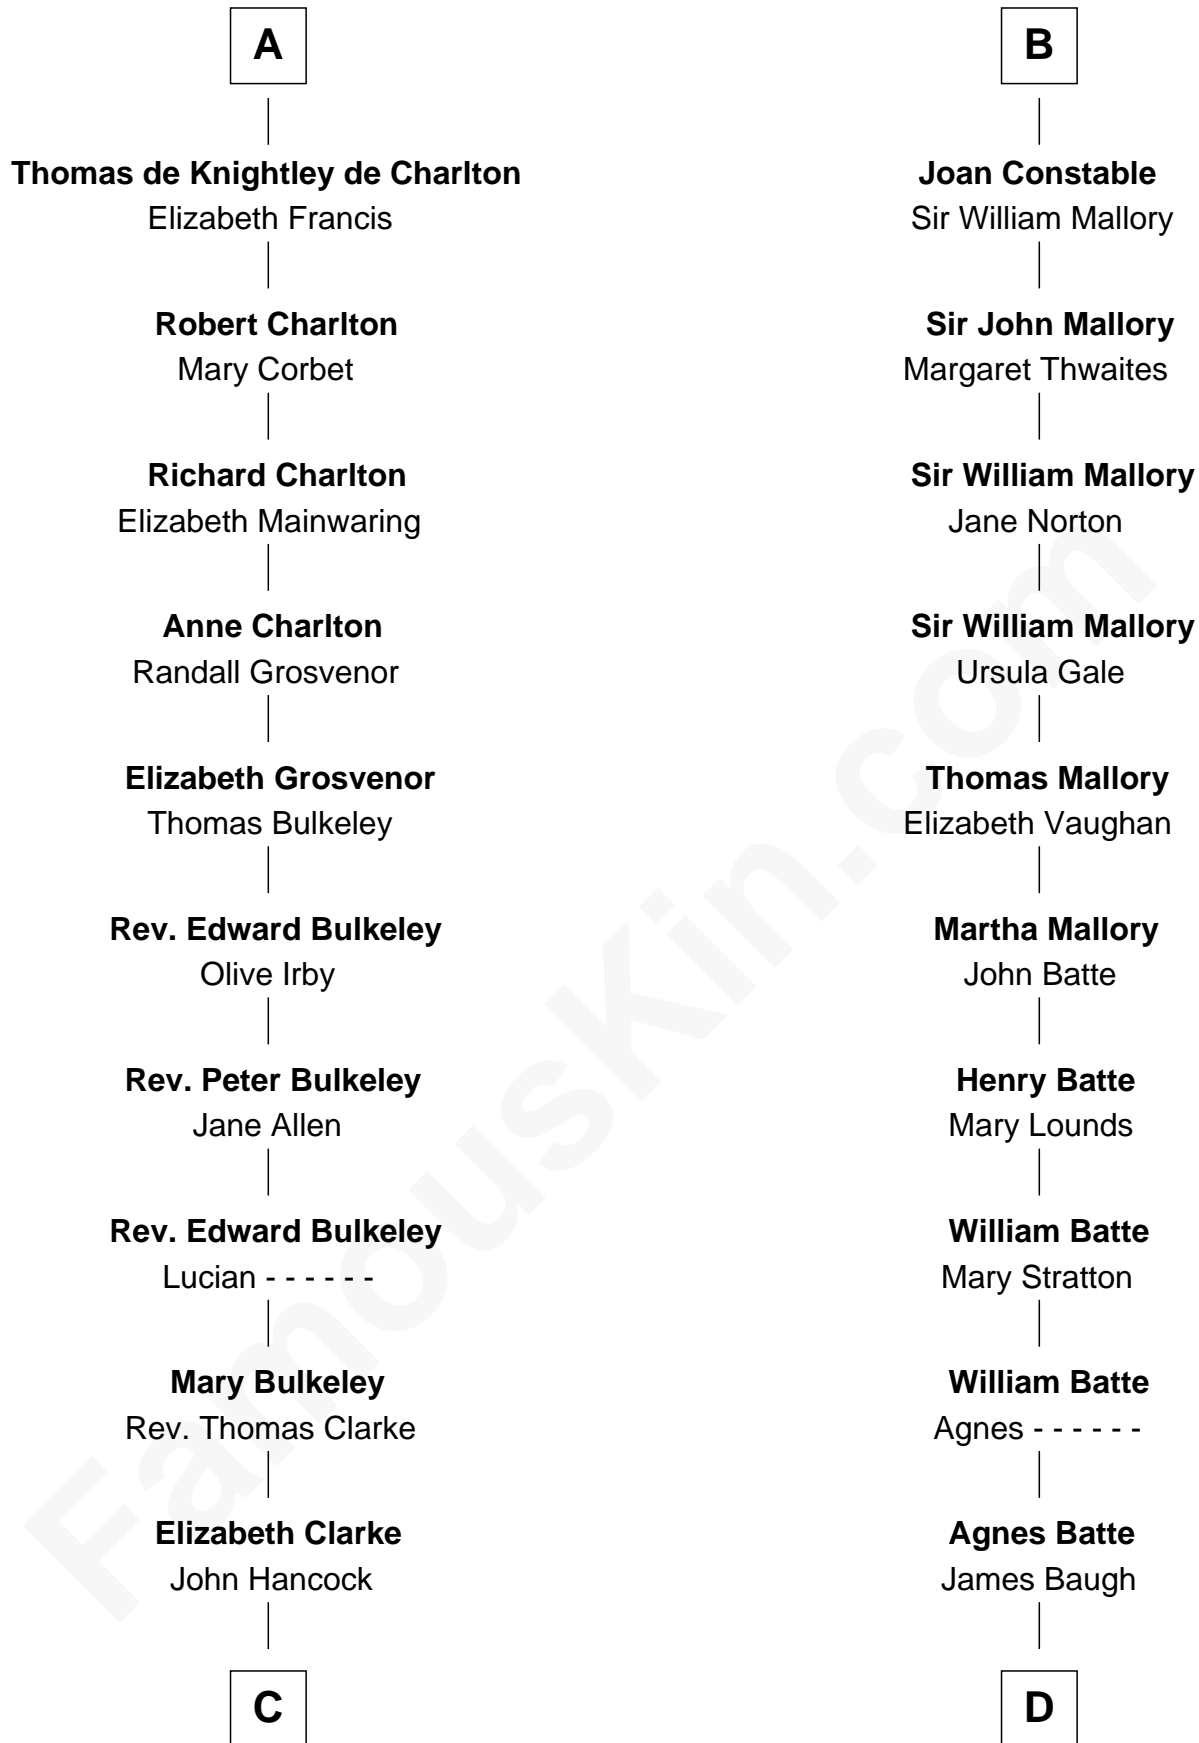 A
Thomas de Knightley de Charlton
Elizabeth Francis
Robert Charlton
Mary Corbet
Richard Charlton
Elizabeth Mainwaring
Anne Charlton
Randall Grosvenor
Elizabeth Grosvenor
Thomas Bulkeley
Rev. Edward Bulkeley
Olive Irby
Rev. Peter Bulkeley
Jane Allen
Rev. Edward Bulkeley
Lucian - - - - - -
Mary Bulkeley
Rev. Thomas Clarke
Elizabeth Clarke
John Hancock
C
B
Joan Constable
Sir William Mallory
Sir John Mallory
Margaret Thwaites
Sir William Mallory
Jane Norton
Sir William Mallory
Ursula Gale
Thomas Mallory
Elizabeth Vaughan
Martha Mallory
John Batte
Henry Batte
Mary Lounds
William Batte
Mary Stratton
William Batte
Agnes - - - - - -
Agnes Batte
James Baugh
D
FamousKin.com